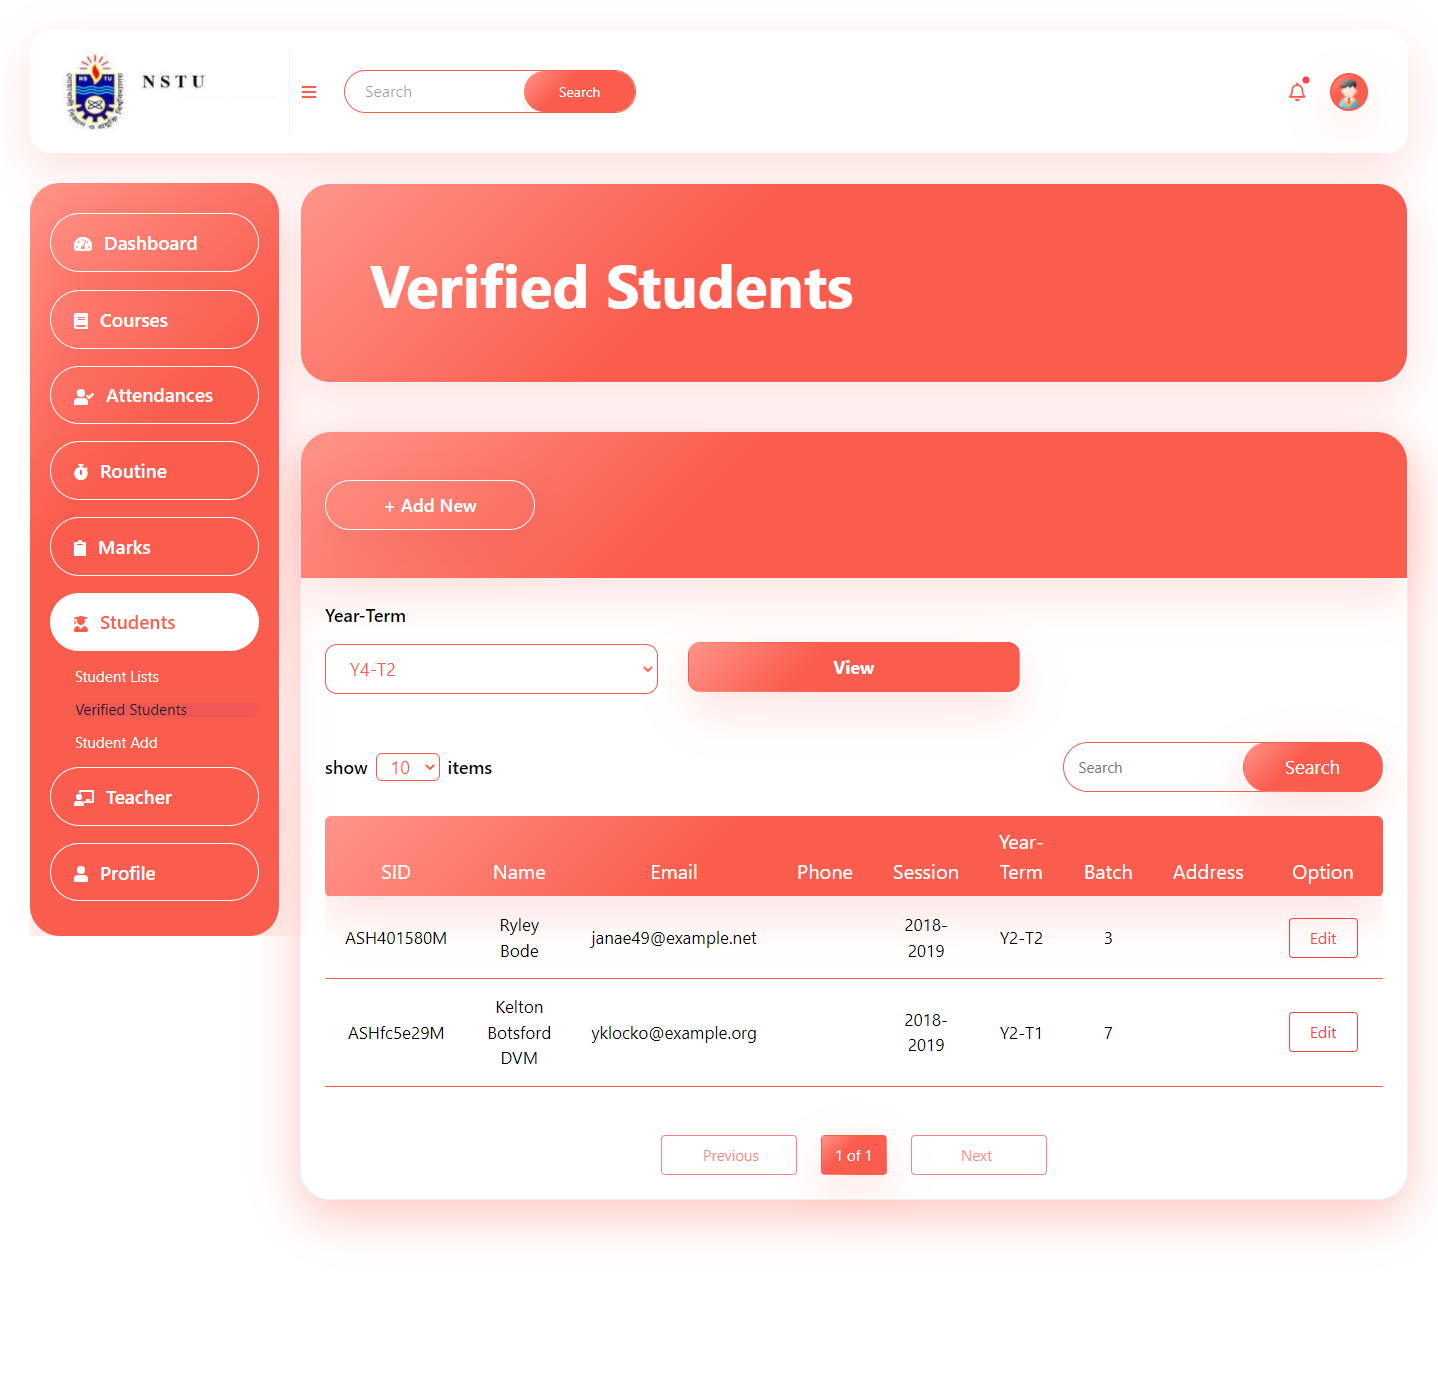 NSTU
Search
Search
Dashboard
Courses
Attendances
Routine
Marks
Students
Student Lists
Verified Students
Student Add
Teacher
Profile
Verified Students
+ Add New
Year-Term
Y4-T2
View
show 10 items
Search
Search
SID Name Email Phone Session Year-Term Batch Address Option
ASH401580M Ryley Bode janae49@example.net 2018-2019 Y2-T2 3 Edit
ASHfc5e29M Kelton Botsford DVM yklocko@example.org 2018-2019 Y2-T1 7 Edit
Previous 1 of 1 Next